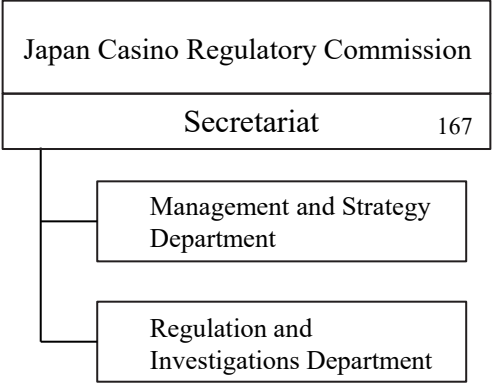 Japan Casino Regulatory Commission
Secretariat 167
Management and Strategy
Department
Regulation and
Investigations Department